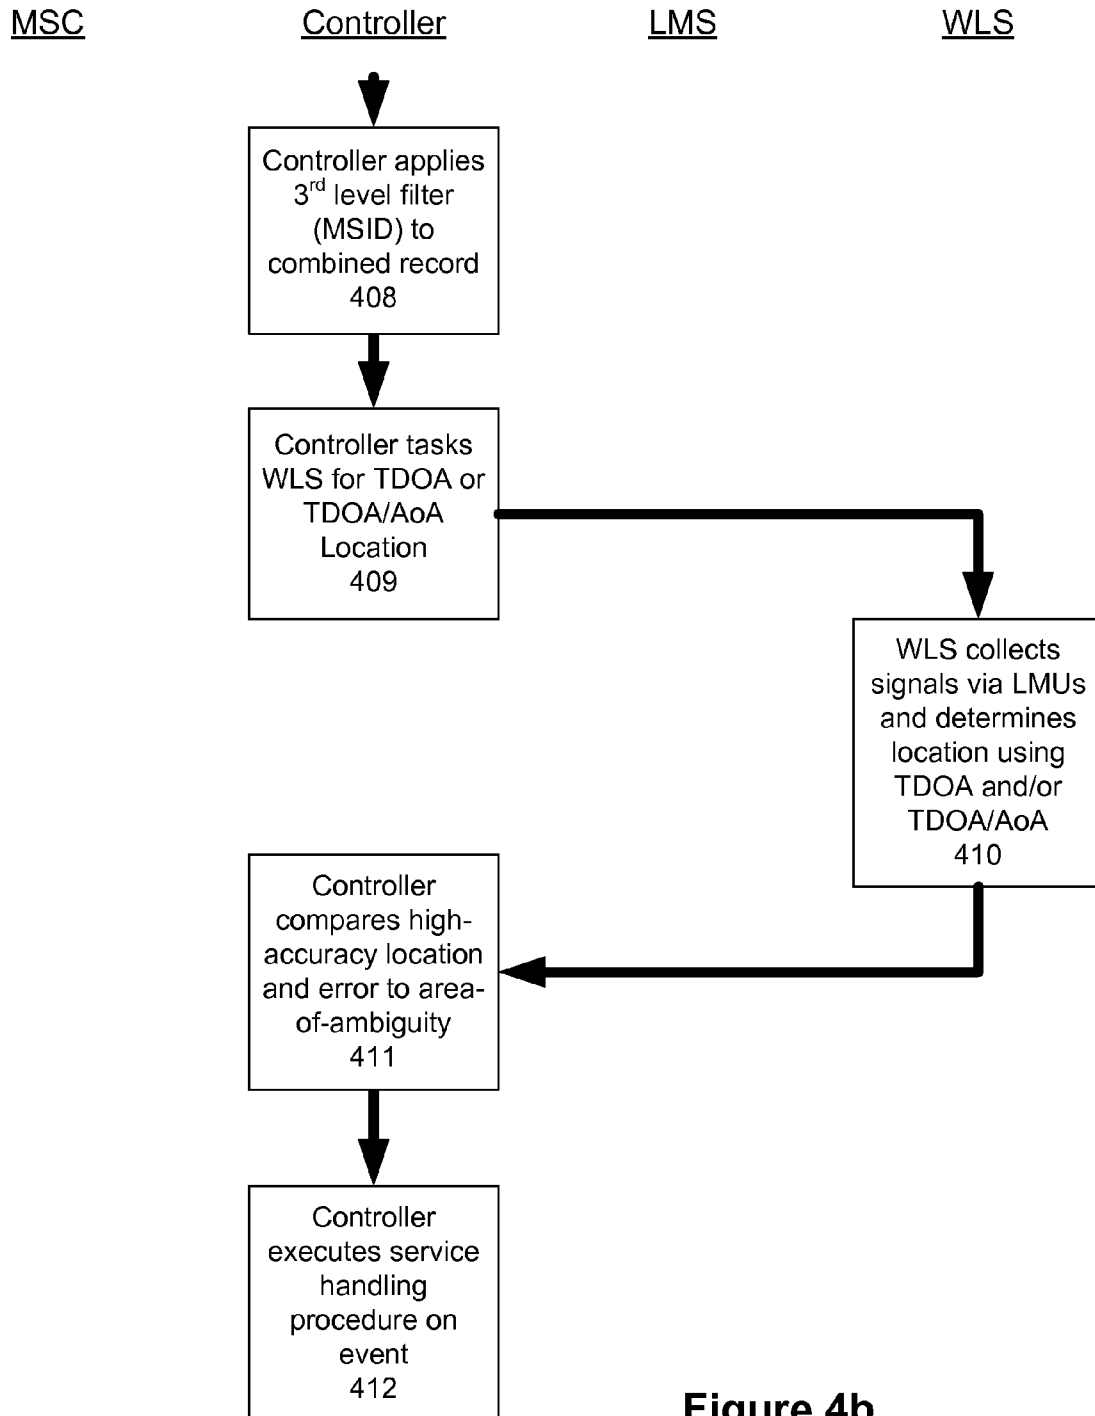 MSC Controller LMS WLS
Controller applies
3rd level filter
(MSID) to
combined record
408
Controller tasks
WLS for TDOA or
TDOA/AoA
Location
409
WLS collects
signals via LMUs
and determines
location using
TDOA and/or
TDOA/AoA
410
Controller
compares high-
accuracy location
and error to area-
of-ambiguity
411
Controller
executes service
handling
procedure on
event
412
Figure 4b